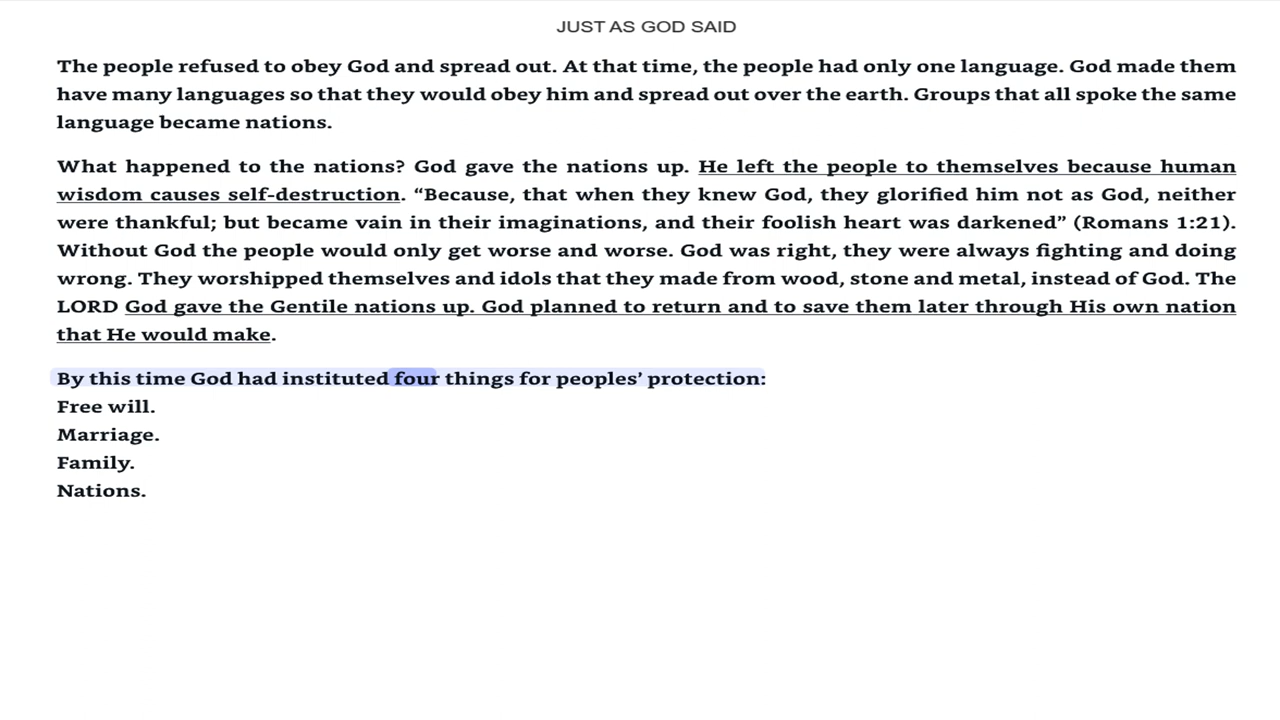 JUST AS GOD SAID
The people refused to obey God and spread out. At that time, the people had only one language. God made them
have many languages so that they would obey him and spread out over the earth. Groups that all spoke the same
language became nations.
What happened to the nations? God gave the nations up. He left the people to themselves because human
wisdom causes self-destruction. “Because, that when they knew God, they glorified him not as God, neither
were thankful; but became vain in their imaginations, and their foolish heart was darkened” (Romans 1:21).
Without God the people would only get worse and worse. God was right, they were always fighting and doing
wrong. They worshipped themselves and idols that they made from wood, stone and metal, instead of God. The
LORD God gave the Gentile nations up. God planned to return and to save them later through His own nation
that He would make.
By this time God had instituted four things for peoples’ protection:
Free will.
Marriage.
Family.
Nations.